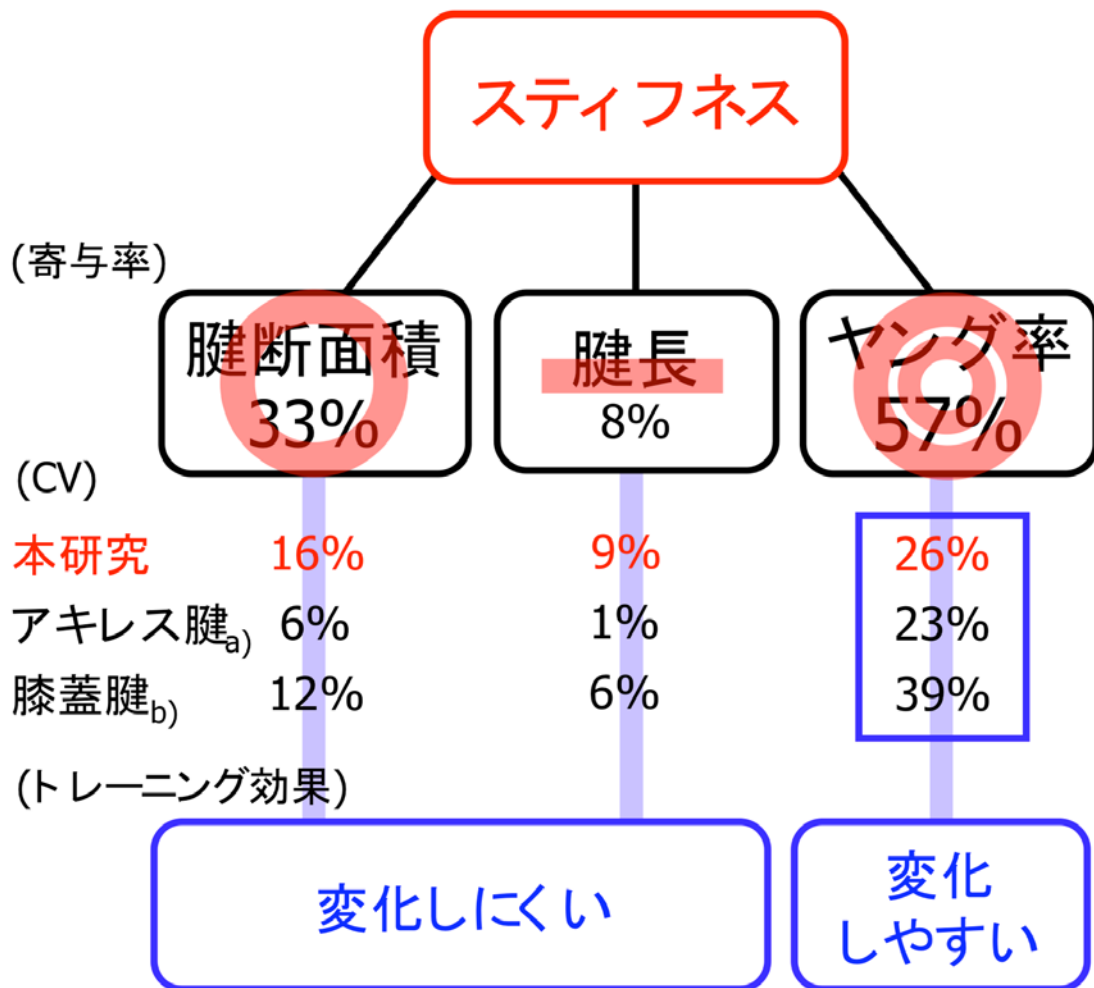 スティフネス
(寄与率)
腱断面積
33%
腱長
8%
ヤング率
57%
(CV)
本研究 16% 9% 26%
アキレス腱a) 6% 1% 23%
膝蓋腱b) 12% 6% 39%
(トレーニング効果)
変化しにくい
変化
しやすい